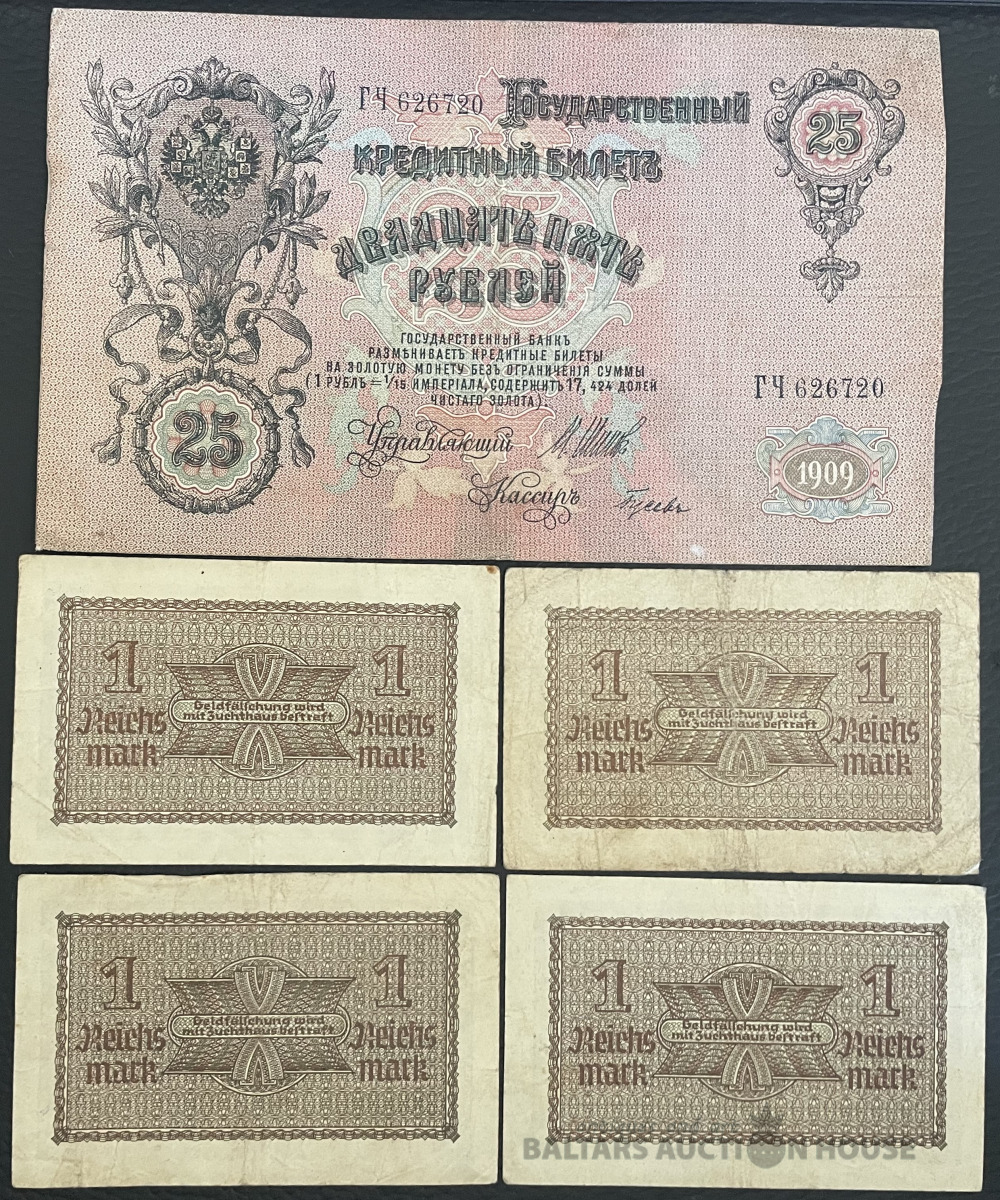 ГЧ 626720 Государственный
25
Кредитный Билетъ
Двадцать пять
рублей
Государственный Банкъ
размѣниваетъ кредитные билеты
на золотую монету безъ ограниченія суммы
(1 рубль = 1/15 империала, содержитъ 17, 424 долей
чистаго золота).
ГЧ 626720
25
Управляющій
1909
Кассиръ
1 1
Geldfälschung wird
mit Zuchthaus bestraft
Reichs Reichs
mark mark
1 1
Geldfälschung wird
mit Zuchthaus bestraft
Reichs Reichs
mark mark
1 1
Geldfälschung wird
mit Zuchthaus bestraft
Reichs Reichs
mark mark
1 1
Geldfälschung wird
mit Zuchthaus bestraft
Reichs Reichs
mark mark
BALTARS AUCTION HOUSE